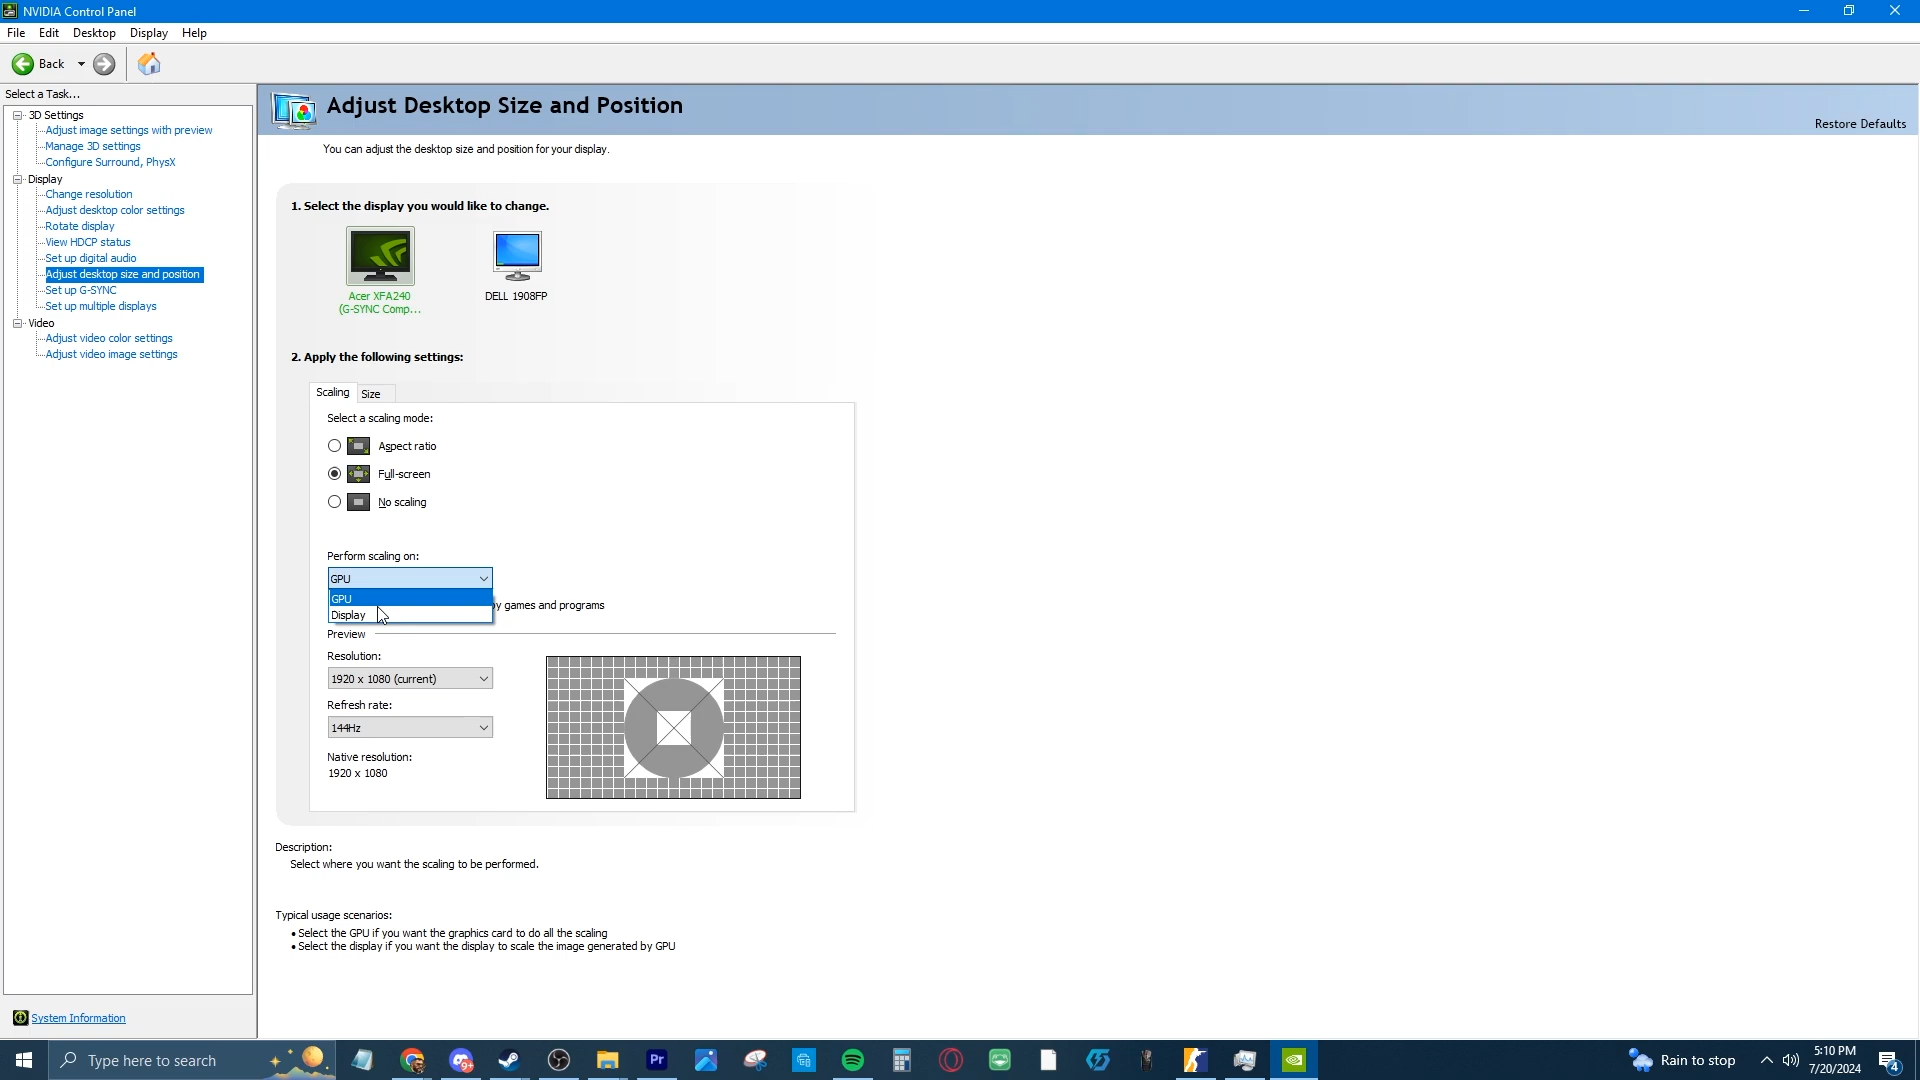 NVIDIA Control Panel
File Edit Desktop Display Help
Back
Select a Task...
3D Settings
Adjust image settings with preview
Manage 3D settings
Configure Surround, PhysX
Display
Change resolution
Adjust desktop color settings
Rotate display
View HDCP status
Set up digital audio
Adjust desktop size and position
Set up G-SYNC
Set up multiple displays
Video
Adjust video color settings
Adjust video image settings
System Information
Adjust Desktop Size and Position
Restore Defaults
You can adjust the desktop size and position for your display.
1. Select the display you would like to change.
Acer XFA240
(G-SYNC Comp...
DELL 1908FP
2. Apply the following settings:
Scaling Size
Select a scaling mode:
Aspect ratio
Full-screen
No scaling
Perform scaling on:
GPU
GPU
Display
by games and programs
Preview
Resolution:
1920 x 1080 (current)
Refresh rate:
144Hz
Native resolution:
1920 x 1080
Description:
Select where you want the scaling to be performed.
Typical usage scenarios:
• Select the GPU if you want the graphics card to do all the scaling
• Select the display if you want the display to scale the image generated by GPU
Type here to search
9+
Pr
Rain to stop
5:10 PM
7/20/2024
4